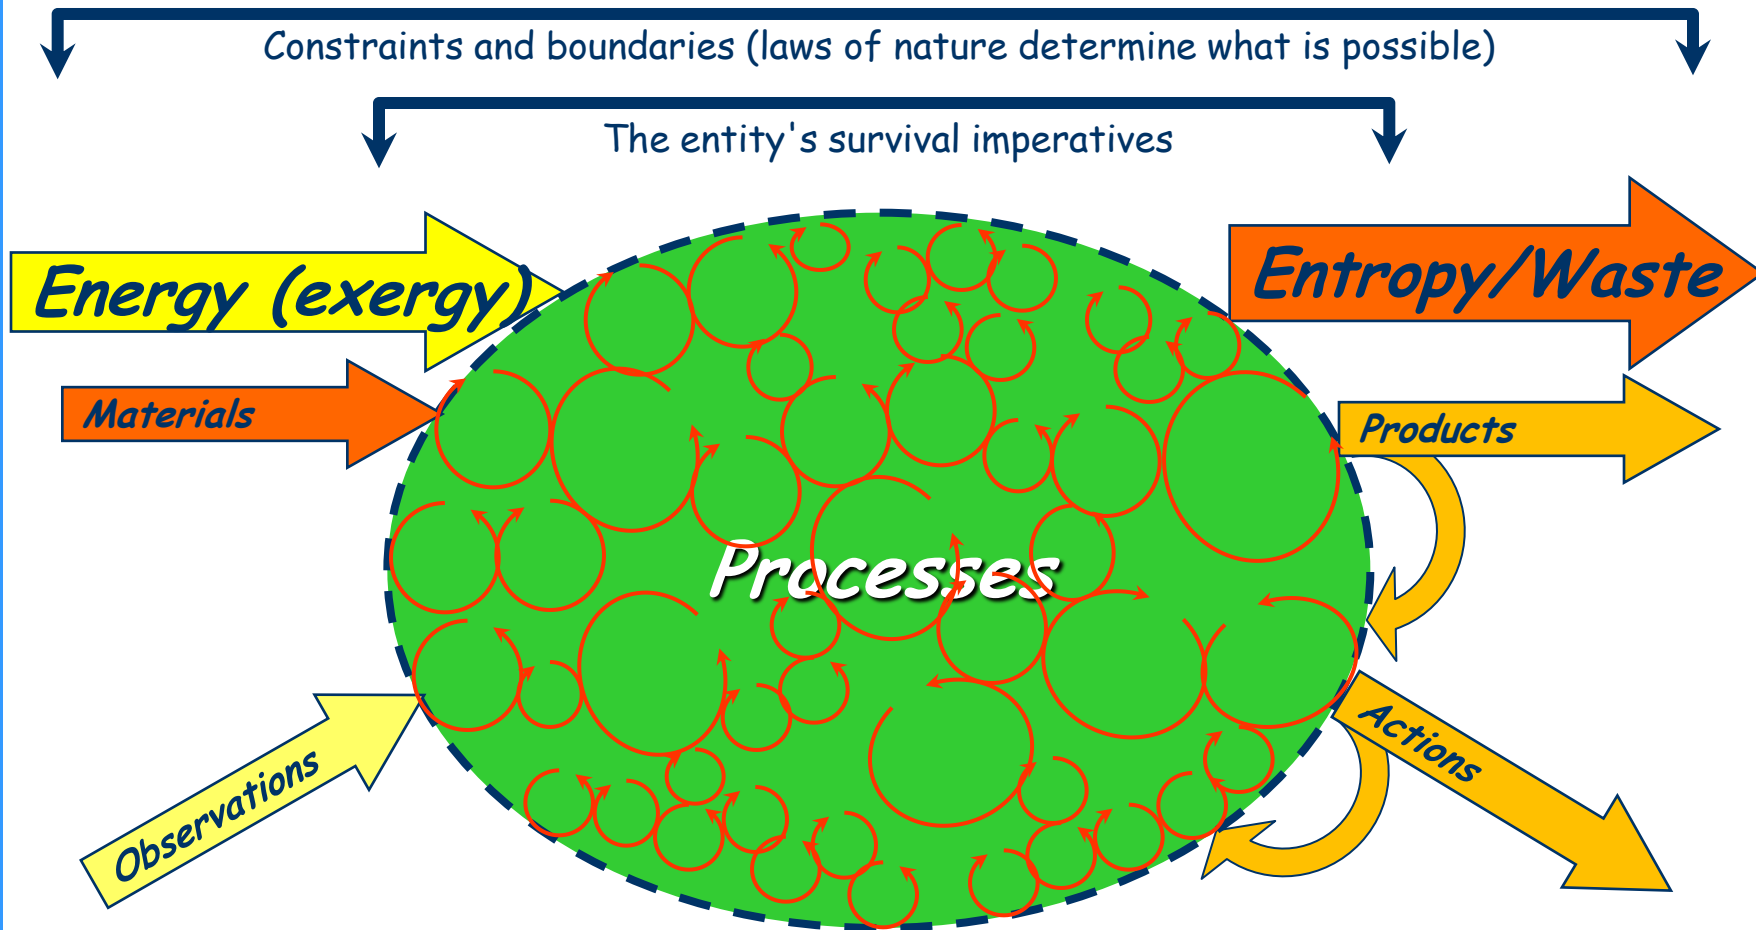 Constraints and boundaries (laws of nature determine what is possible)
The entity's survival imperatives
Energy (exergy)
Entropy/Waste
Materials
Products
Processes
Observations
Actions